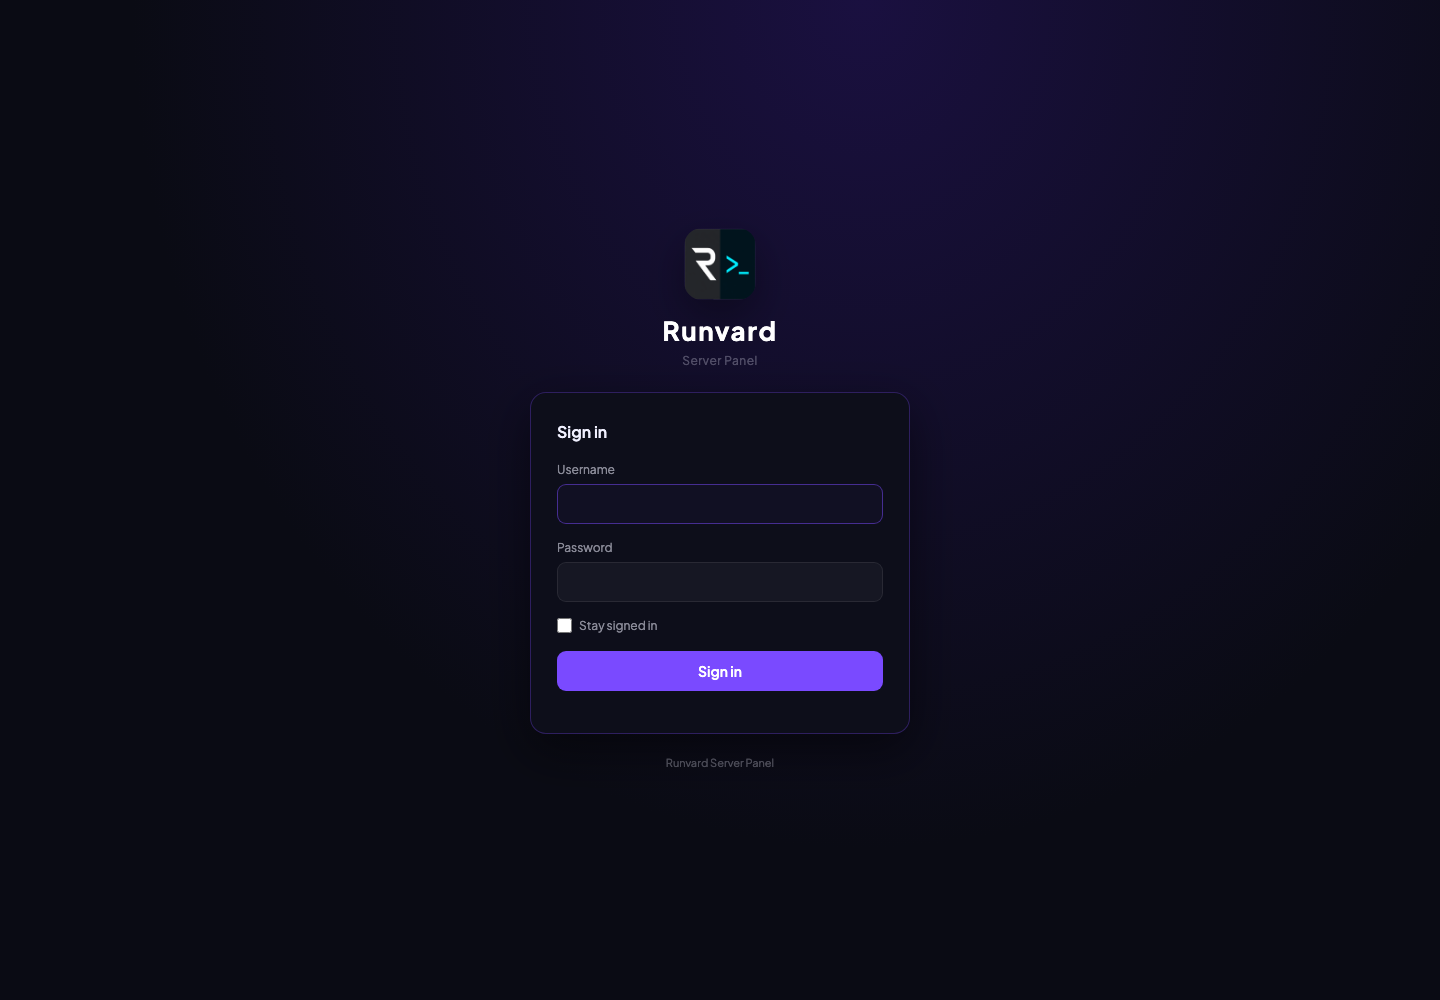 R >_
Runvard
Server Panel
Sign in
Username
Password
Stay signed in
Sign in
Runvard Server Panel